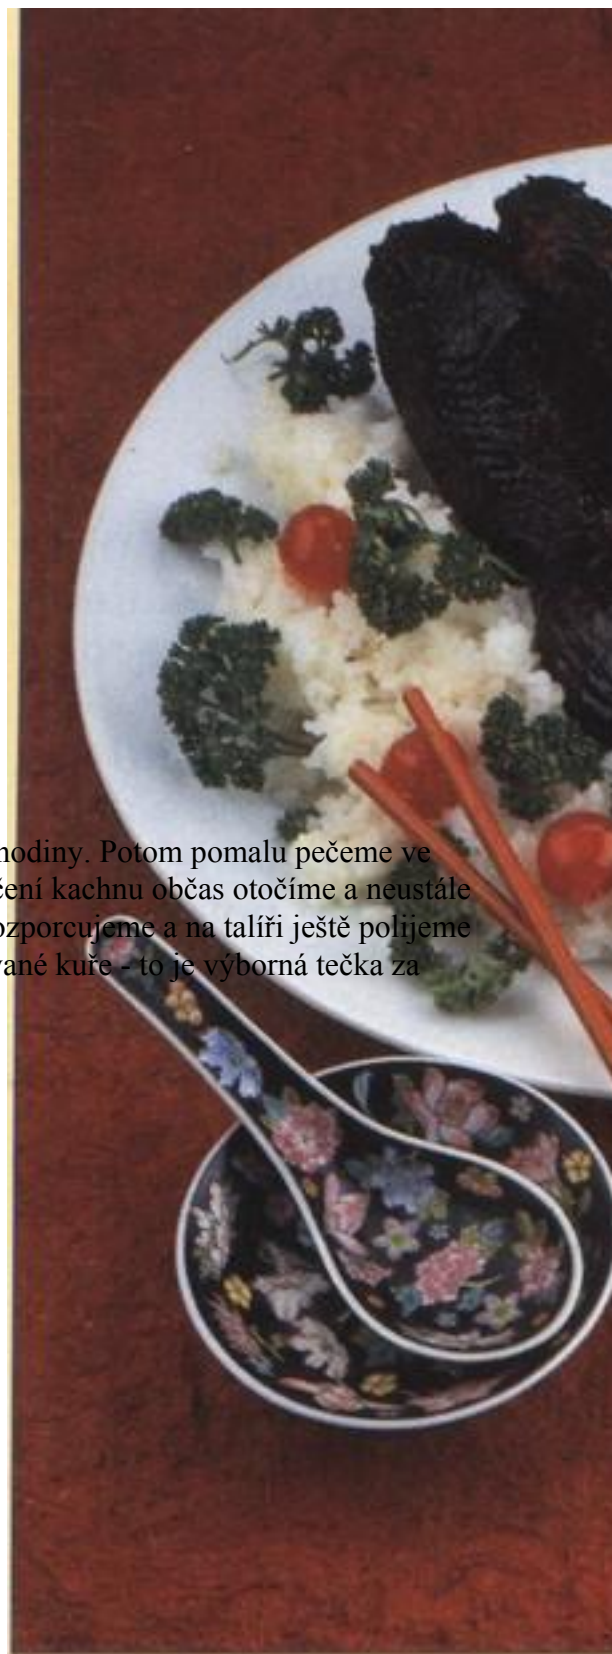 hodiny. Potom pomalu pečeme ve
čení kachnu občas otočíme a neustále
ozporcujeme a na talíři ještě polijeme
vané kuře - to je výborná tečka za